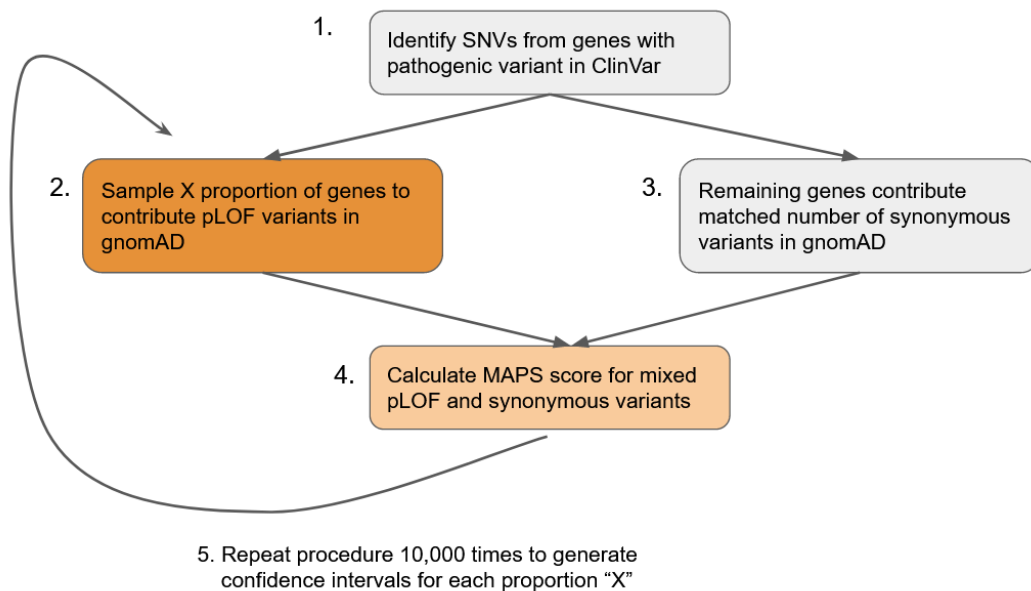 1.
Identify SNVs from genes with
pathogenic variant in ClinVar
2.
Sample X proportion of genes to
contribute pLOF variants in
gnomAD
3.
Remaining genes contribute
matched number of synonymous
variants in gnomAD
4.
Calculate MAPS score for mixed
pLOF and synonymous variants
5. Repeat procedure 10,000 times to generate
confidence intervals for each proportion “X”